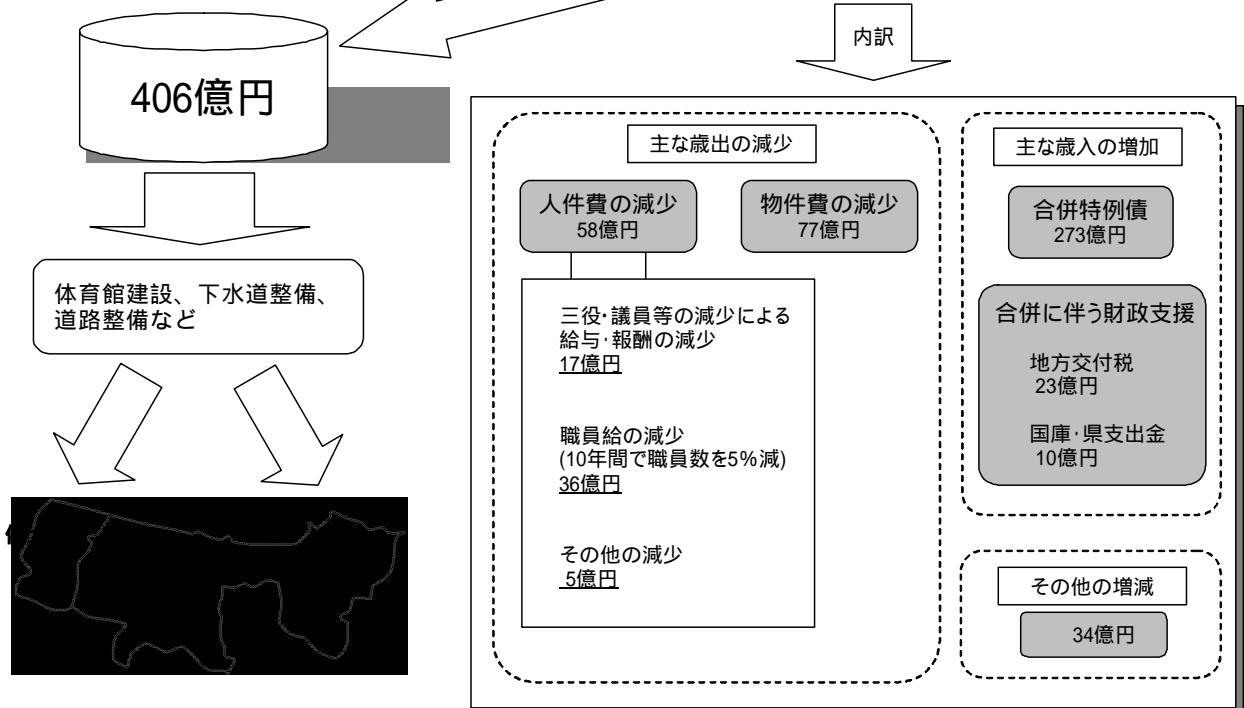 406億円
体育館建設、下水道整備、
道路整備など
内訳
主な歳出の減少
人件費の減少
58億円
物件費の減少
77億円
三役・議員等の減少による
給与・報酬の減少
17億円
職員給の減少
(10年間で職員数を5%減)
36億円
その他の減少
5億円
主な歳入の増加
合併特例債
273億円
合併に伴う財政支援
地方交付税
23億円
国庫・県支出金
10億円
その他の増減
34億円